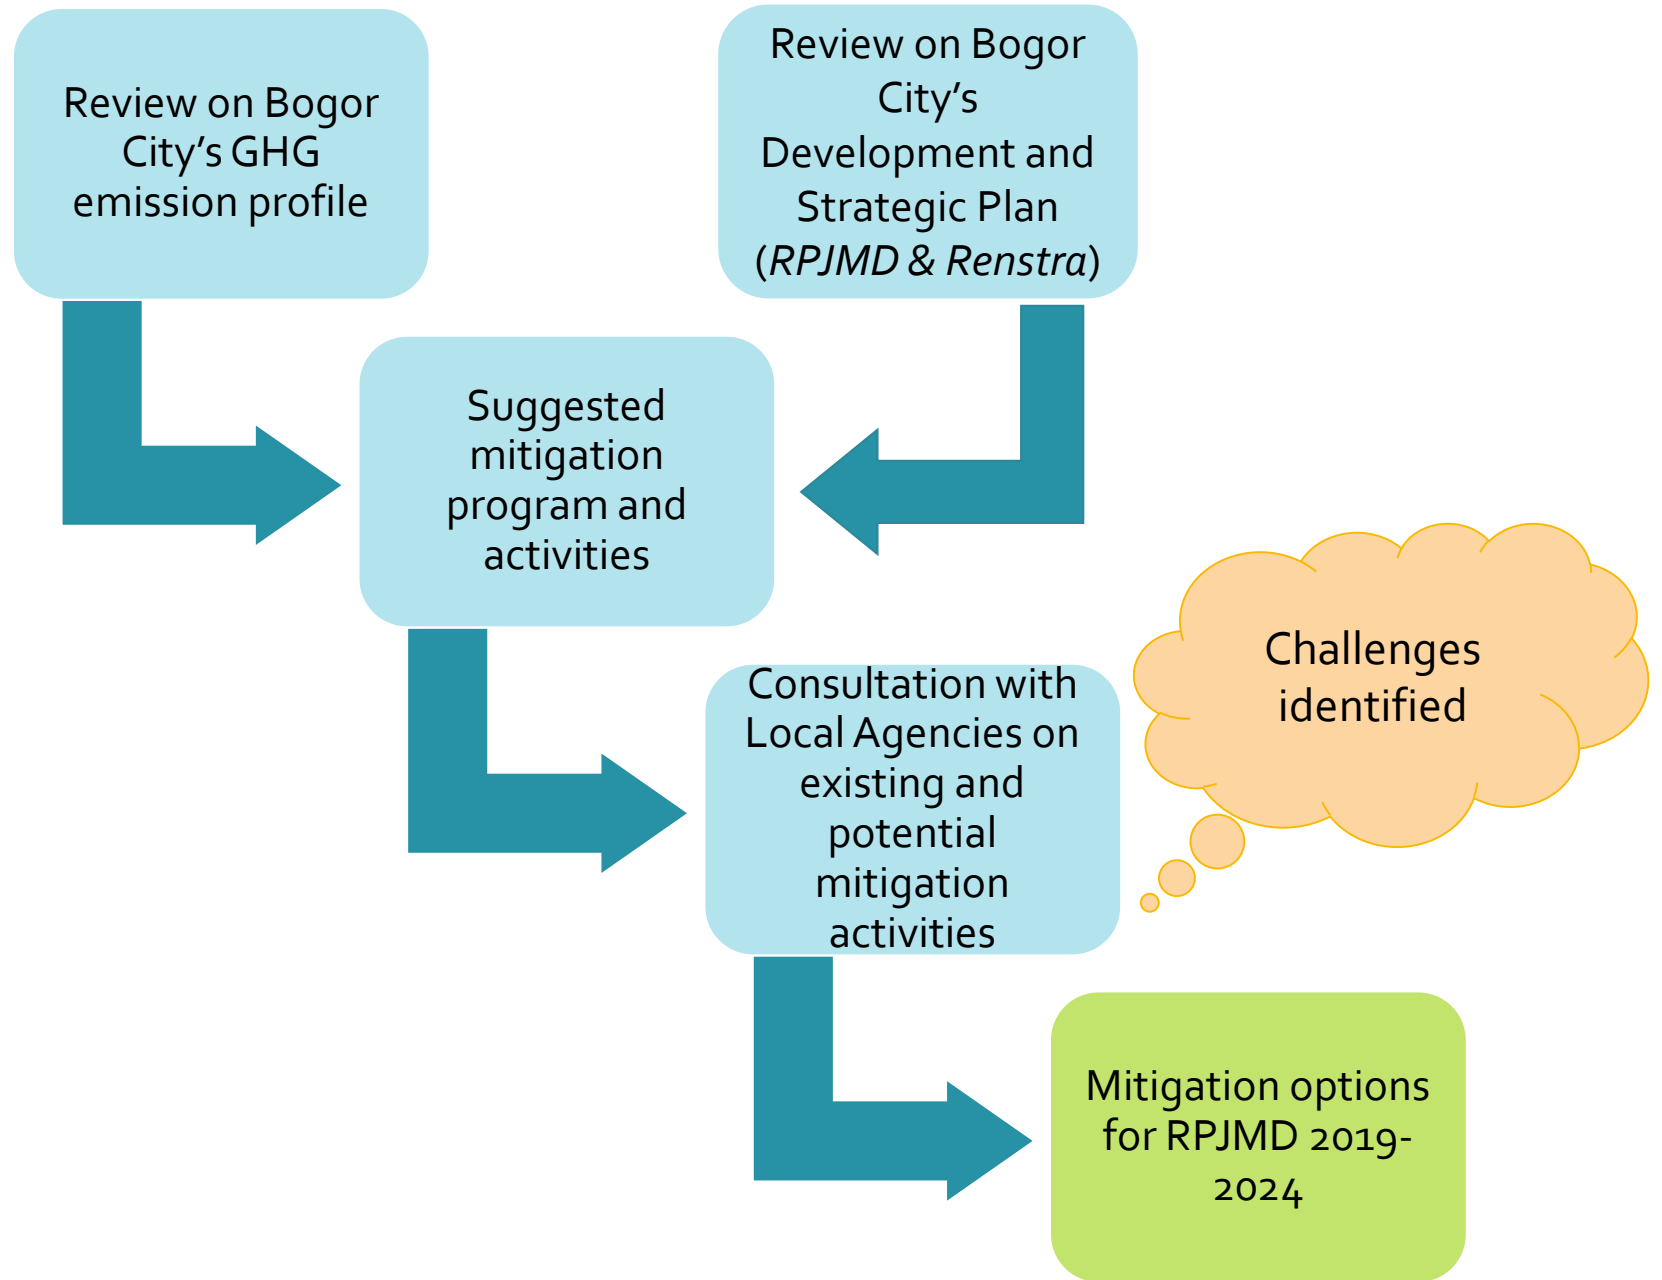 Review on Bogor
City’s GHG
emission profile
Review on Bogor
City’s
Development and
Strategic Plan
(RPJMD & Renstra)
Suggested
mitigation
program and
activities
Consultation with
Local Agencies on
existing and
potential
mitigation
activities
Challenges
identified
Mitigation options
for RPJMD 2019-
2024